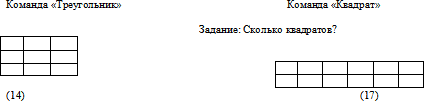 Команда «Треугольник» Команда «Квадрат»
Задание: Сколько квадратов?
(14) (17)